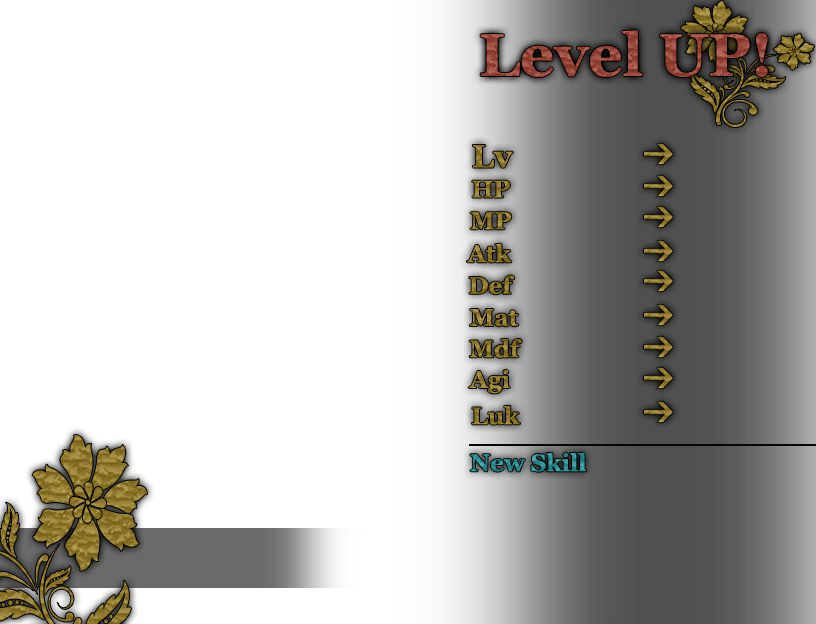 Level UP!
Lv →
HP →
MP →
Atk →
Def →
Mat →
Mdf →
Agi →
Luk →
New Skill